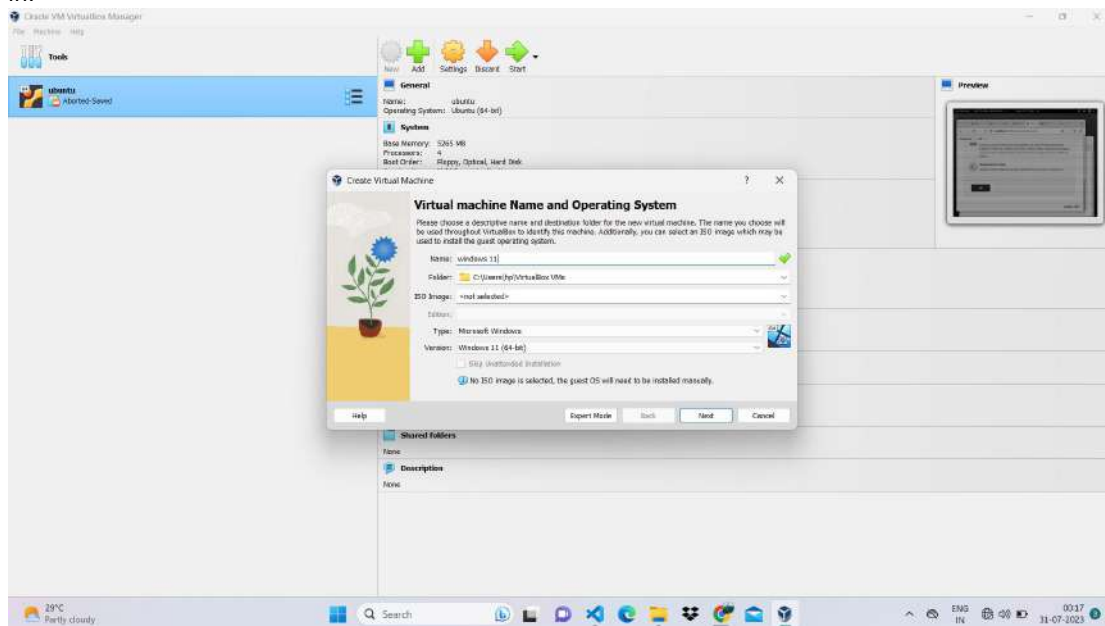 Oracle VM VirtualBox Manager
File Machine Help
Tools
New Add Settings Discard Start
ubuntu
Aborted-Saved
General
Name: ubuntu
Operating System: Ubuntu (64-bit)
Preview
System
Base Memory: 5265 MB
Processors: 4
Boot Order: Floppy, Optical, Hard Disk
Create Virtual Machine ? X
Virtual machine Name and Operating System
Please choose a descriptive name and destination folder for the new virtual machine. The name you choose will
be used throughout VirtualBox to identify this machine. Additionally, you can select an ISO image which may be
used to install the guest operating system.
Name: windows 11
Folder: C:\Users\hp\VirtualBox VMs
ISO Image: <not selected>
Edition:
Type: Microsoft Windows
Version: Windows 11 (64-bit)
Skip Unattended Installation
No ISO image is selected, the guest OS will need to be installed manually.
Help Expert Mode Back Next Cancel
Shared folders
None
Description
None
29°C
Partly cloudy
Search
ENG
IN
00:17
31-07-2023